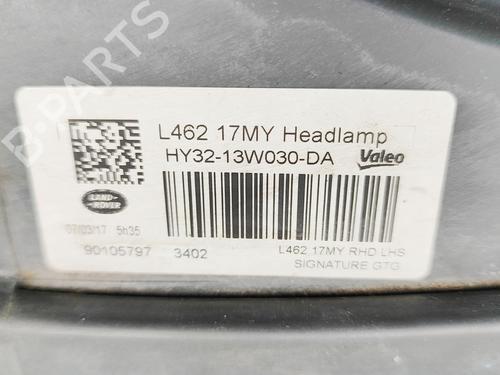 B-PARTS
L462 17MY Headlamp
HY32-13W030-DA Valeo
LAND-
ROVER
07/03/17 5h35
90105797 3402
L462 17MY RHD LHS
SIGNATURE GTG